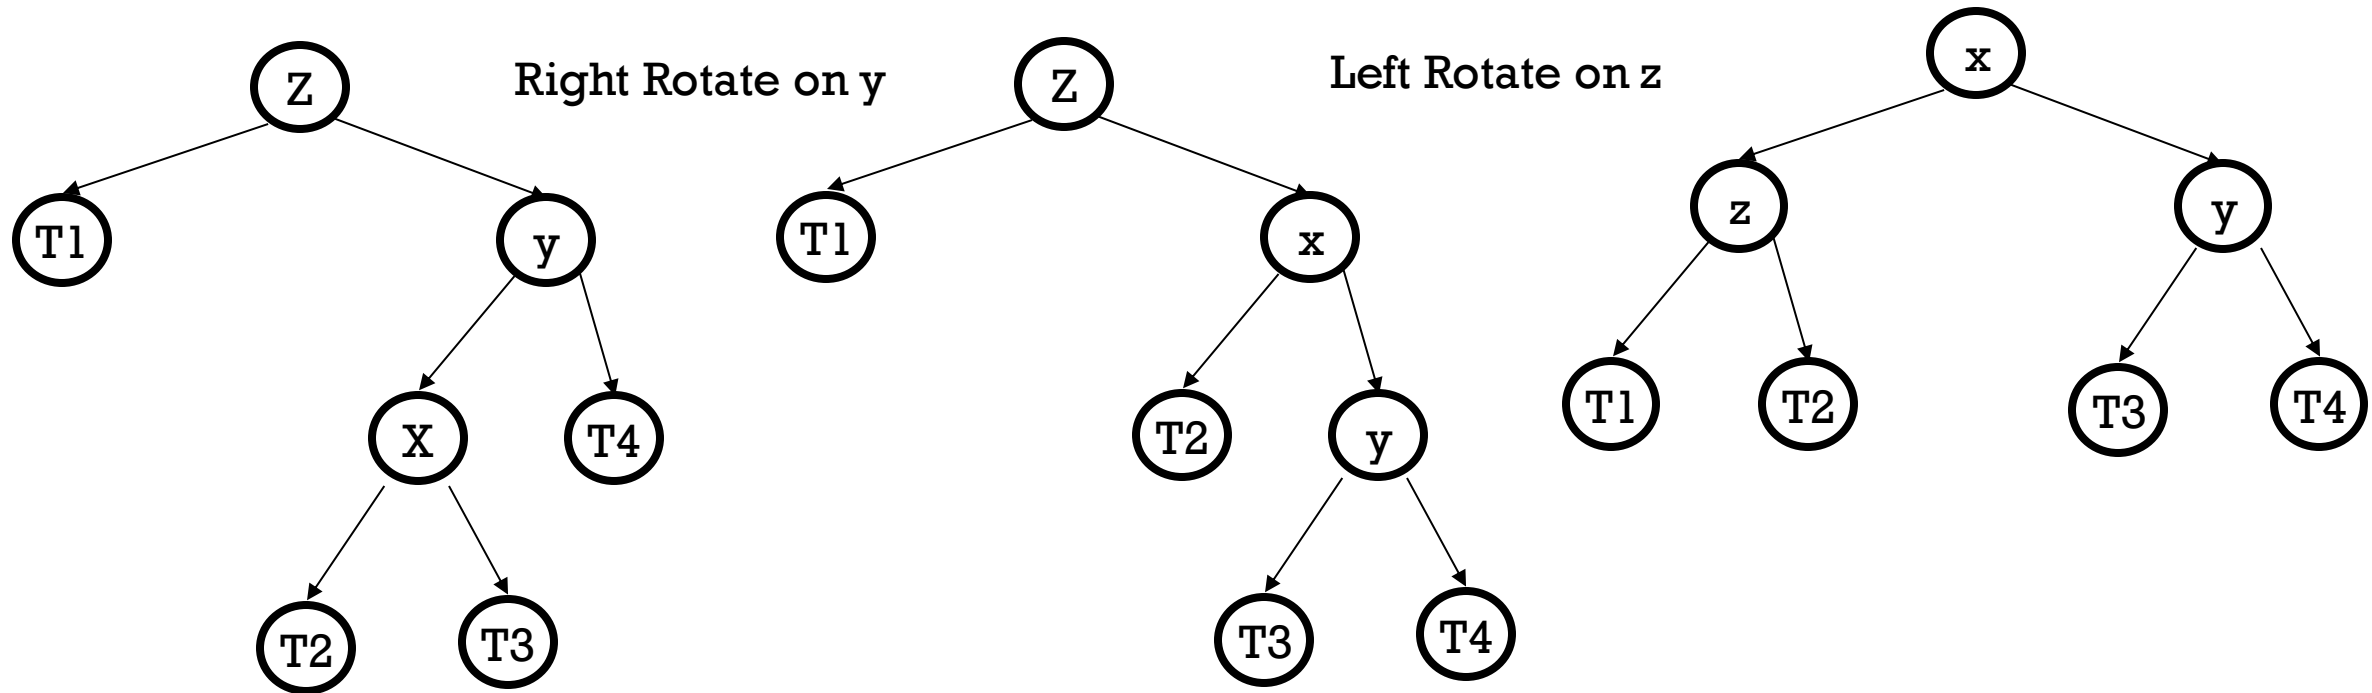 Z
Right Rotate on y
Z
Left Rotate on z
x
T1
y
T1
x
z
y
X
T4
T2
y
T1
T2
T3
T4
T2
T3
T3
T4